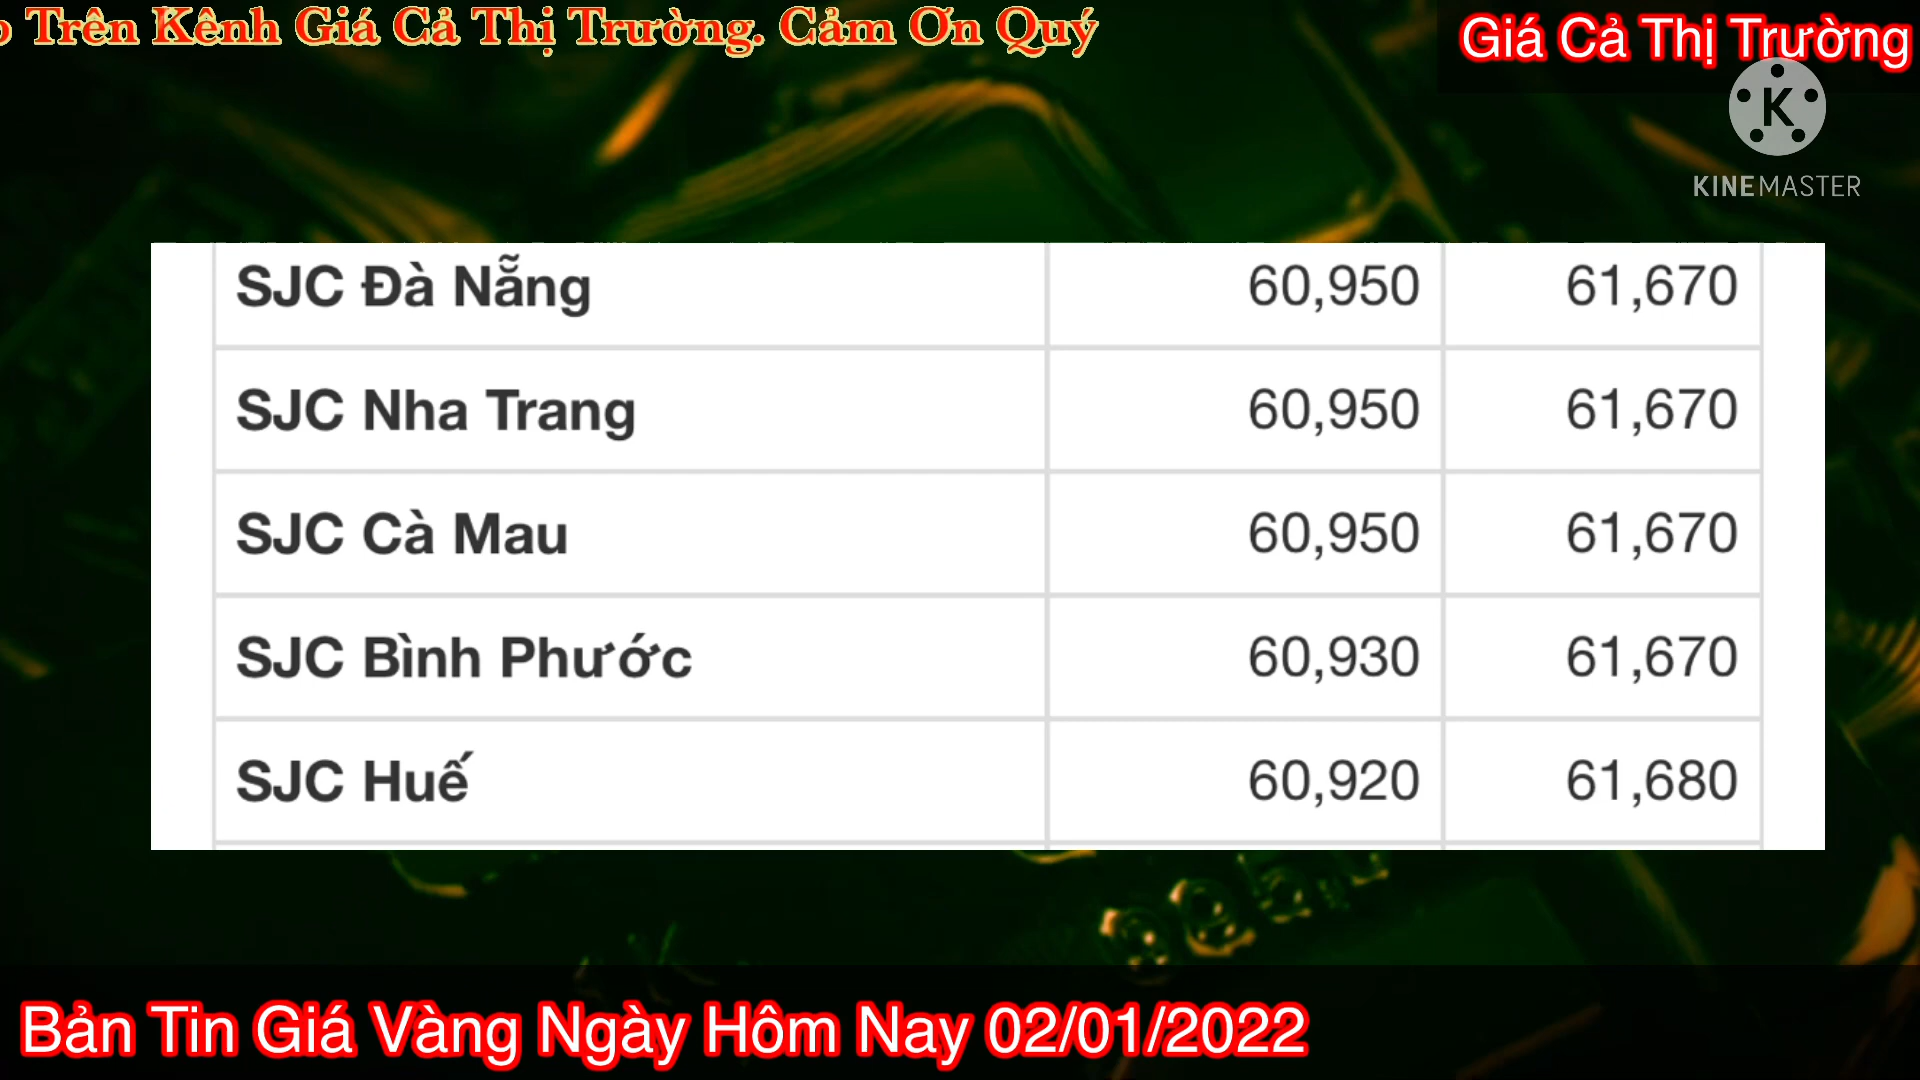 Trên Kênh Giá Cả Thị Trường. Cảm Ơn Quý
Giá Cả Thị Trường
K
KINEMASTER
SJC Đà Nẵng 60,950 61,670
SJC Nha Trang 60,950 61,670
SJC Cà Mau 60,950 61,670
SJC Bình Phước 60,930 61,670
SJC Huế 60,920 61,680
Bản Tin Giá Vàng Ngày Hôm Nay 02/01/2022